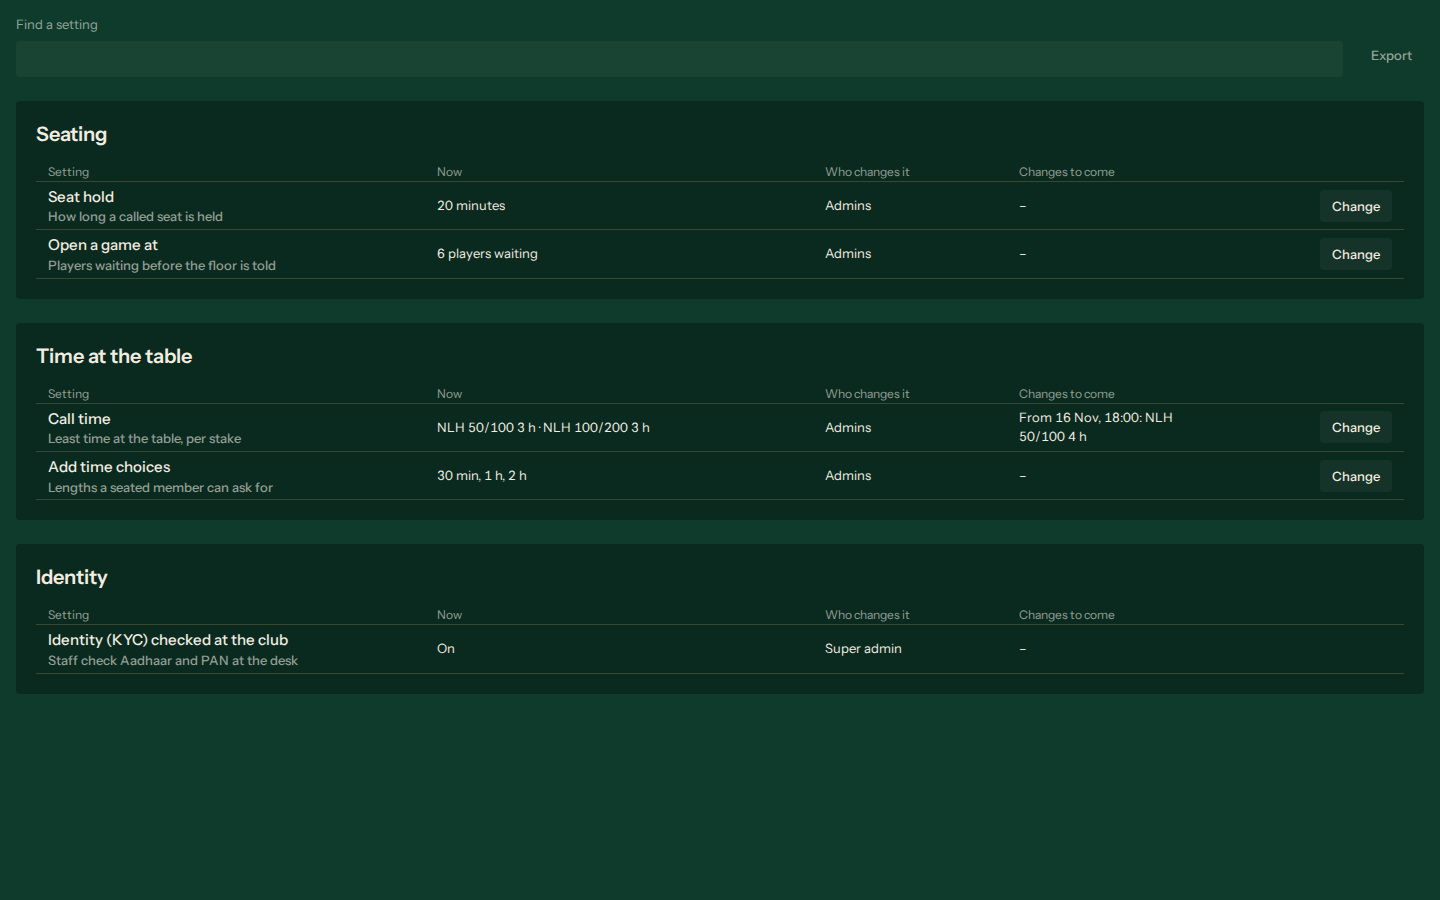 Find a setting
Export
Seating
Setting Now Who changes it Changes to come
Seat hold
How long a called seat is held
20 minutes Admins – Change
Open a game at
Players waiting before the floor is told
6 players waiting Admins – Change
Time at the table
Setting Now Who changes it Changes to come
Call time
Least time at the table, per stake
NLH 50/100 3 h · NLH 100/200 3 h Admins
From 16 Nov, 18:00: NLH
50/100 4 h
Change
Add time choices
Lengths a seated member can ask for
30 min, 1 h, 2 h Admins – Change
Identity
Setting Now Who changes it Changes to come
Identity (KYC) checked at the club
Staff check Aadhaar and PAN at the desk
On Super admin –